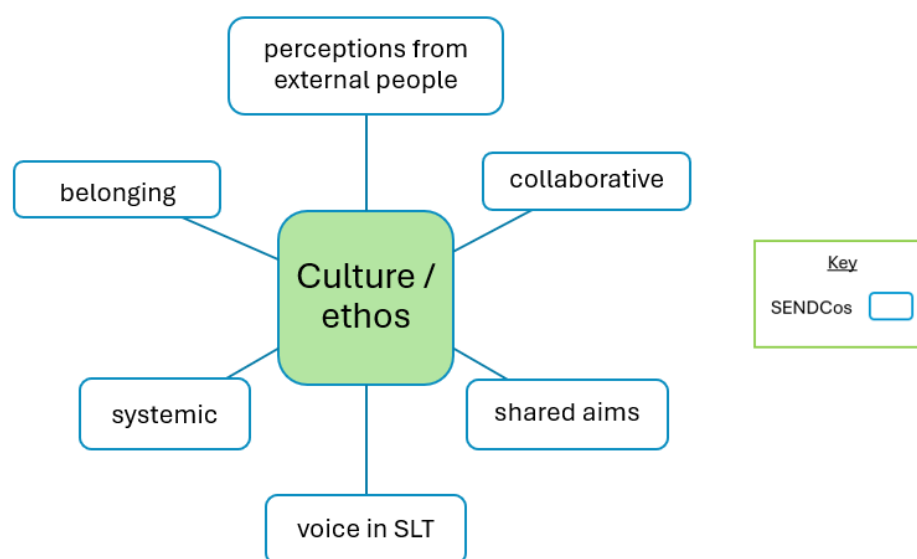 perceptions from
external people
belonging
collaborative
Culture /
ethos
Key
SENDCos
systemic
shared aims
voice in SLT